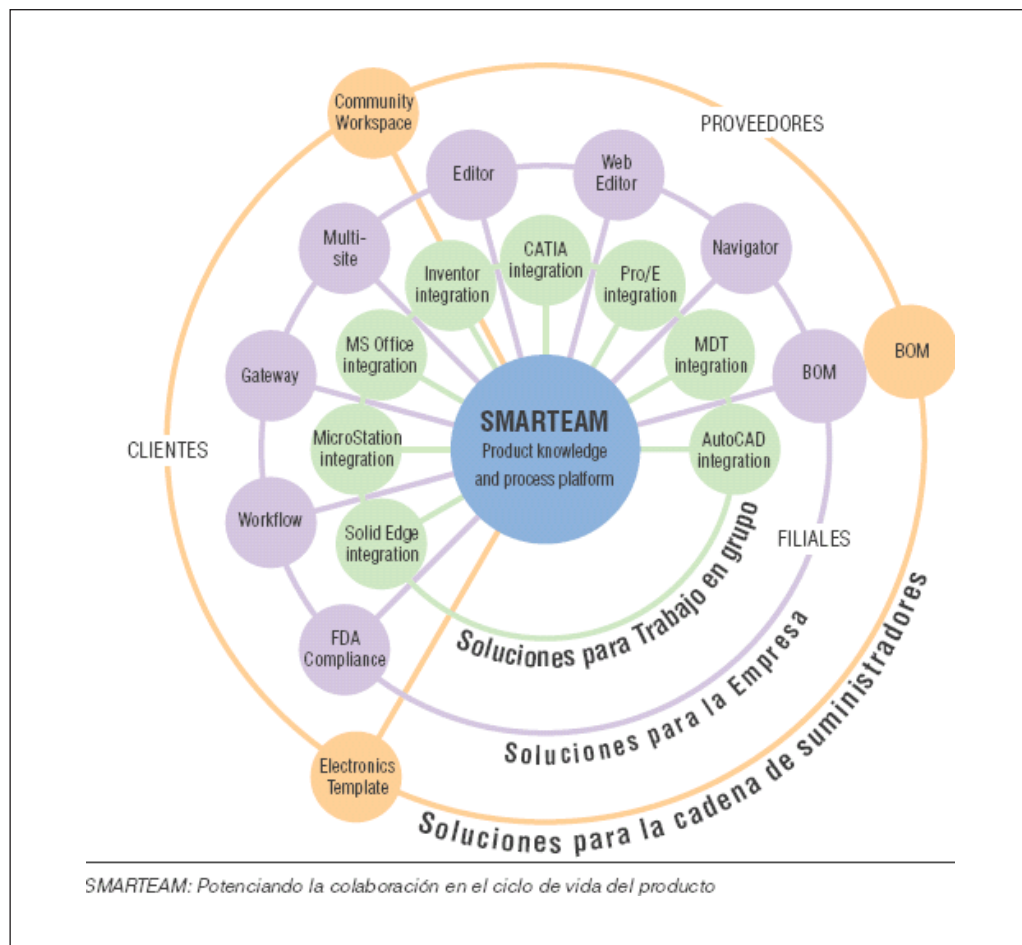 Community
Workspace
PROVEEDORES
Editor
Web
Editor
Multi-
site
Navigator
Inventor
integration
CATIA
integration
Pro/E
integration
MS Office
integration
MDT
integration
Gateway
BOM
BOM
SMARTEAM
Product knowledge
and process platform
CLIENTES
MicroStation
integration
AutoCAD
integration
Workflow
Solid Edge
integration
FILIALES
Soluciones para Trabajo en grupo
FDA
Compliance
Soluciones para la Empresa
Electronics
Template
Soluciones para la cadena de suministradores
SMARTEAM: Potenciando la colaboración en el ciclo de vida del producto